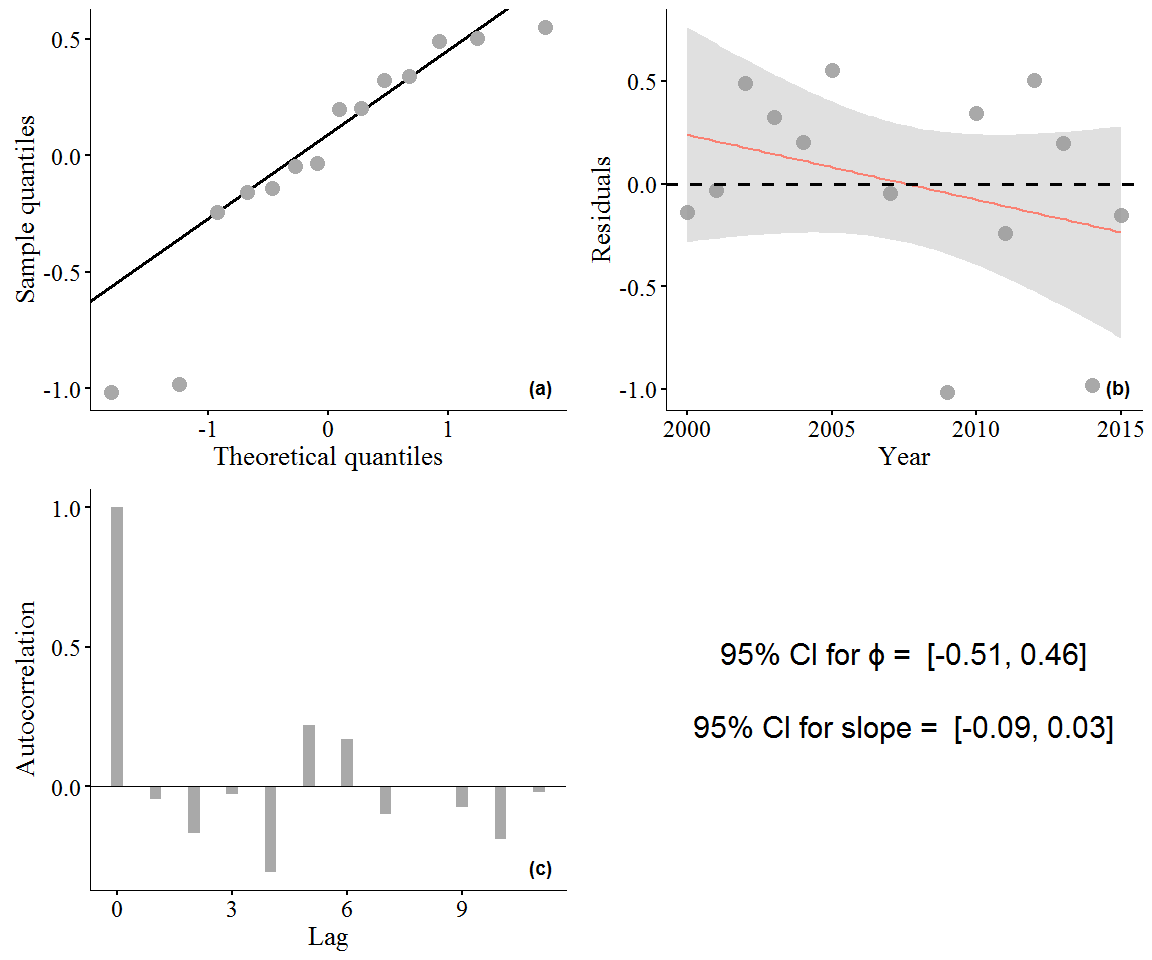 0.5
0.0
-0.5
-1.0
Sample quantiles
-1
0
1
Theoretical quantiles
(a)
0.5
0.0
-0.5
-1.0
Residuals
2000
2005
2010
2015
Year
(b)
1.0
0.5
0.0
Autocorrelation
0
3
6
9
Lag
(c)
95% CI for ϕ = [-0.51, 0.46]
95% CI for slope = [-0.09, 0.03]